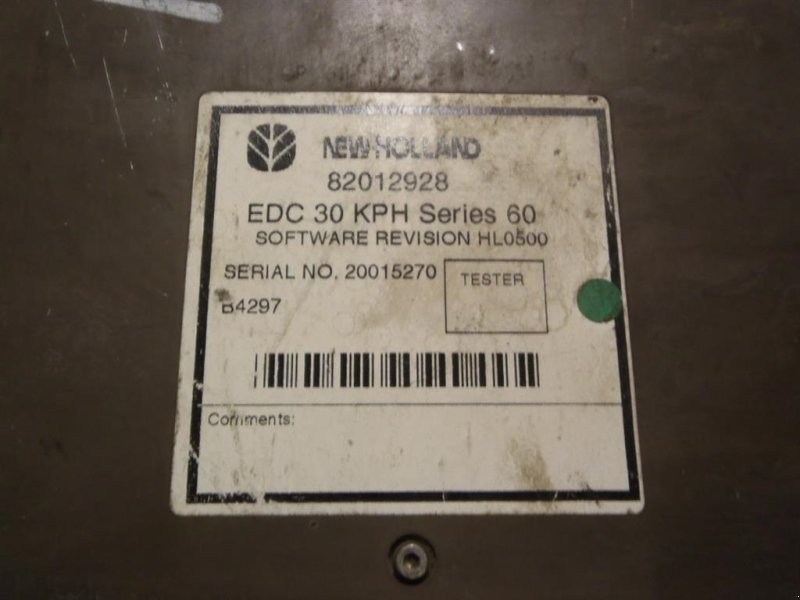 NEW HOLLAND
82012928
EDC 30 KPH Series 60
SOFTWARE REVISION HL0500
SERIAL NO. 20015270
TESTER
B4297
Comments: